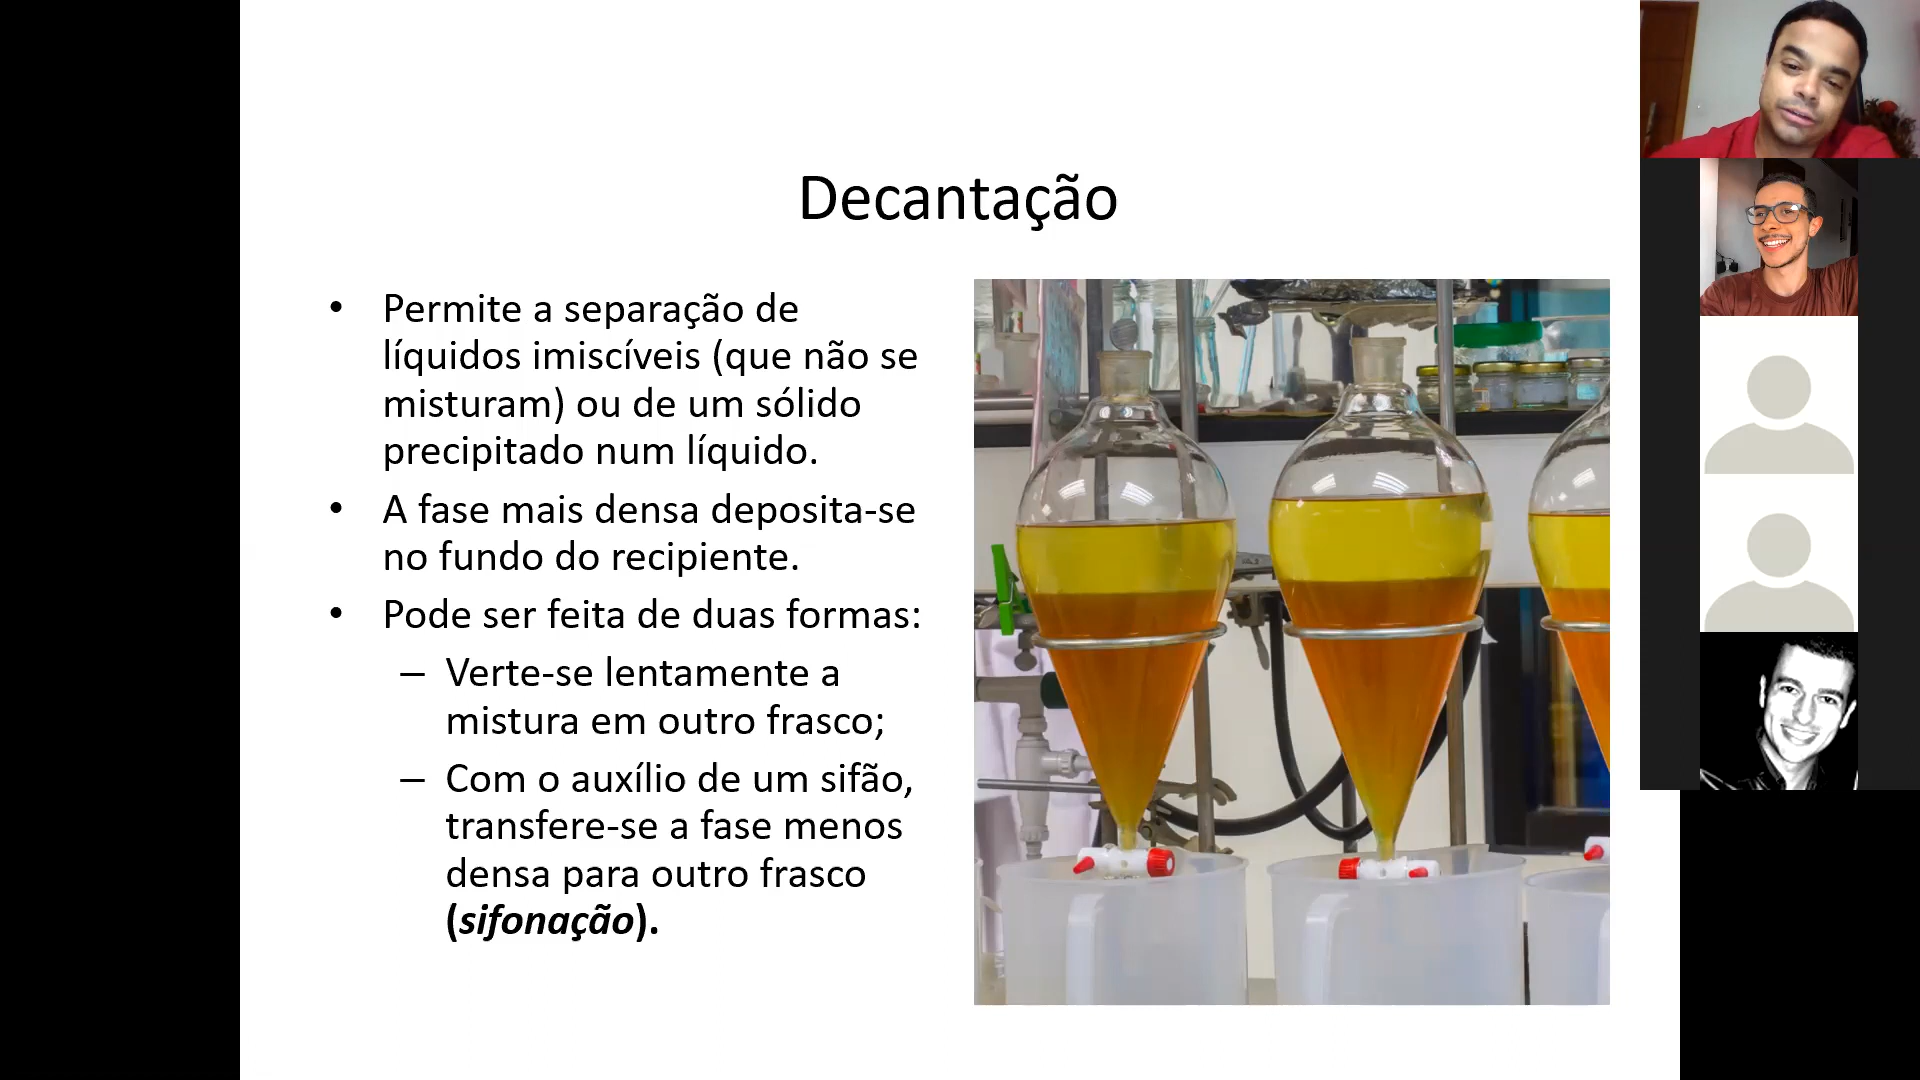 Decantação
• Permite a separação de
líquidos imiscíveis (que não se
misturam) ou de um sólido
precipitado num líquido.
• A fase mais densa deposita-se
no fundo do recipiente.
• Pode ser feita de duas formas:
– Verte-se lentamente a
mistura em outro frasco;
– Com o auxílio de um sifão,
transfere-se a fase menos
densa para outro frasco
(sifonação).